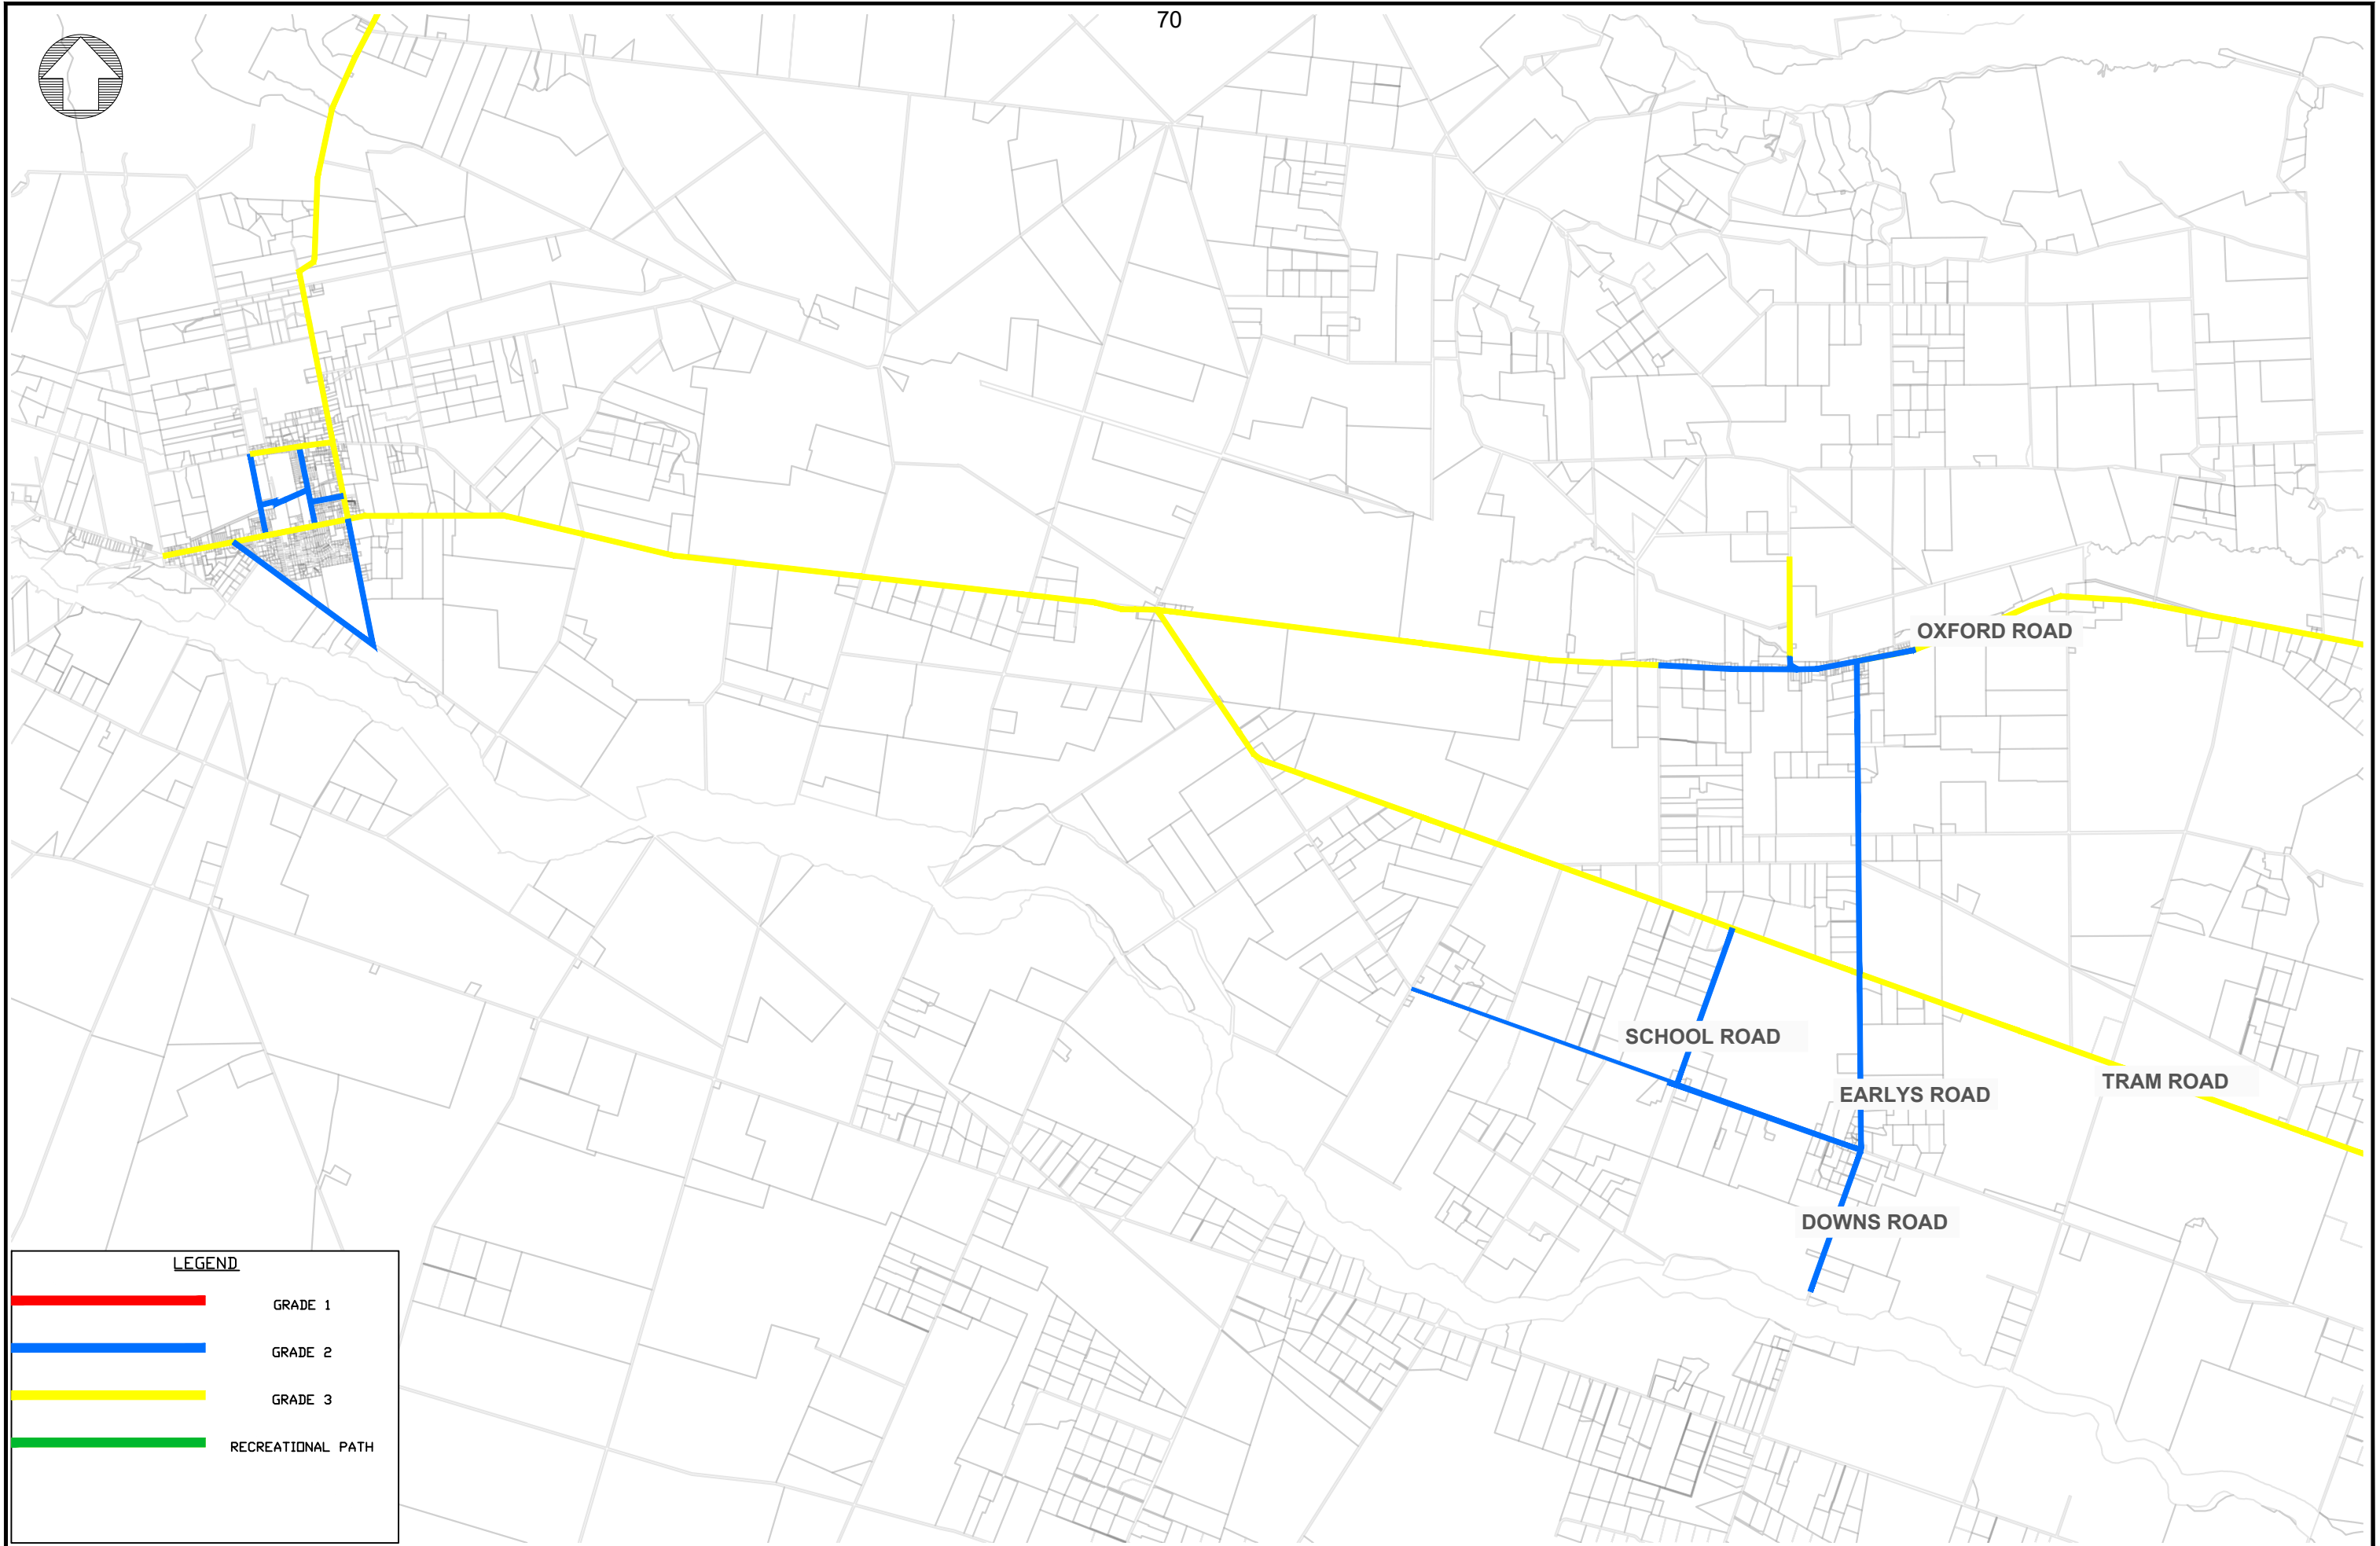 70
OXFORD ROAD
SCHOOL ROAD
EARLYS ROAD
TRAM ROAD
DOWNS ROAD
LEGEND
GRADE 1
GRADE 2
GRADE 3
RECREATIONAL PATH